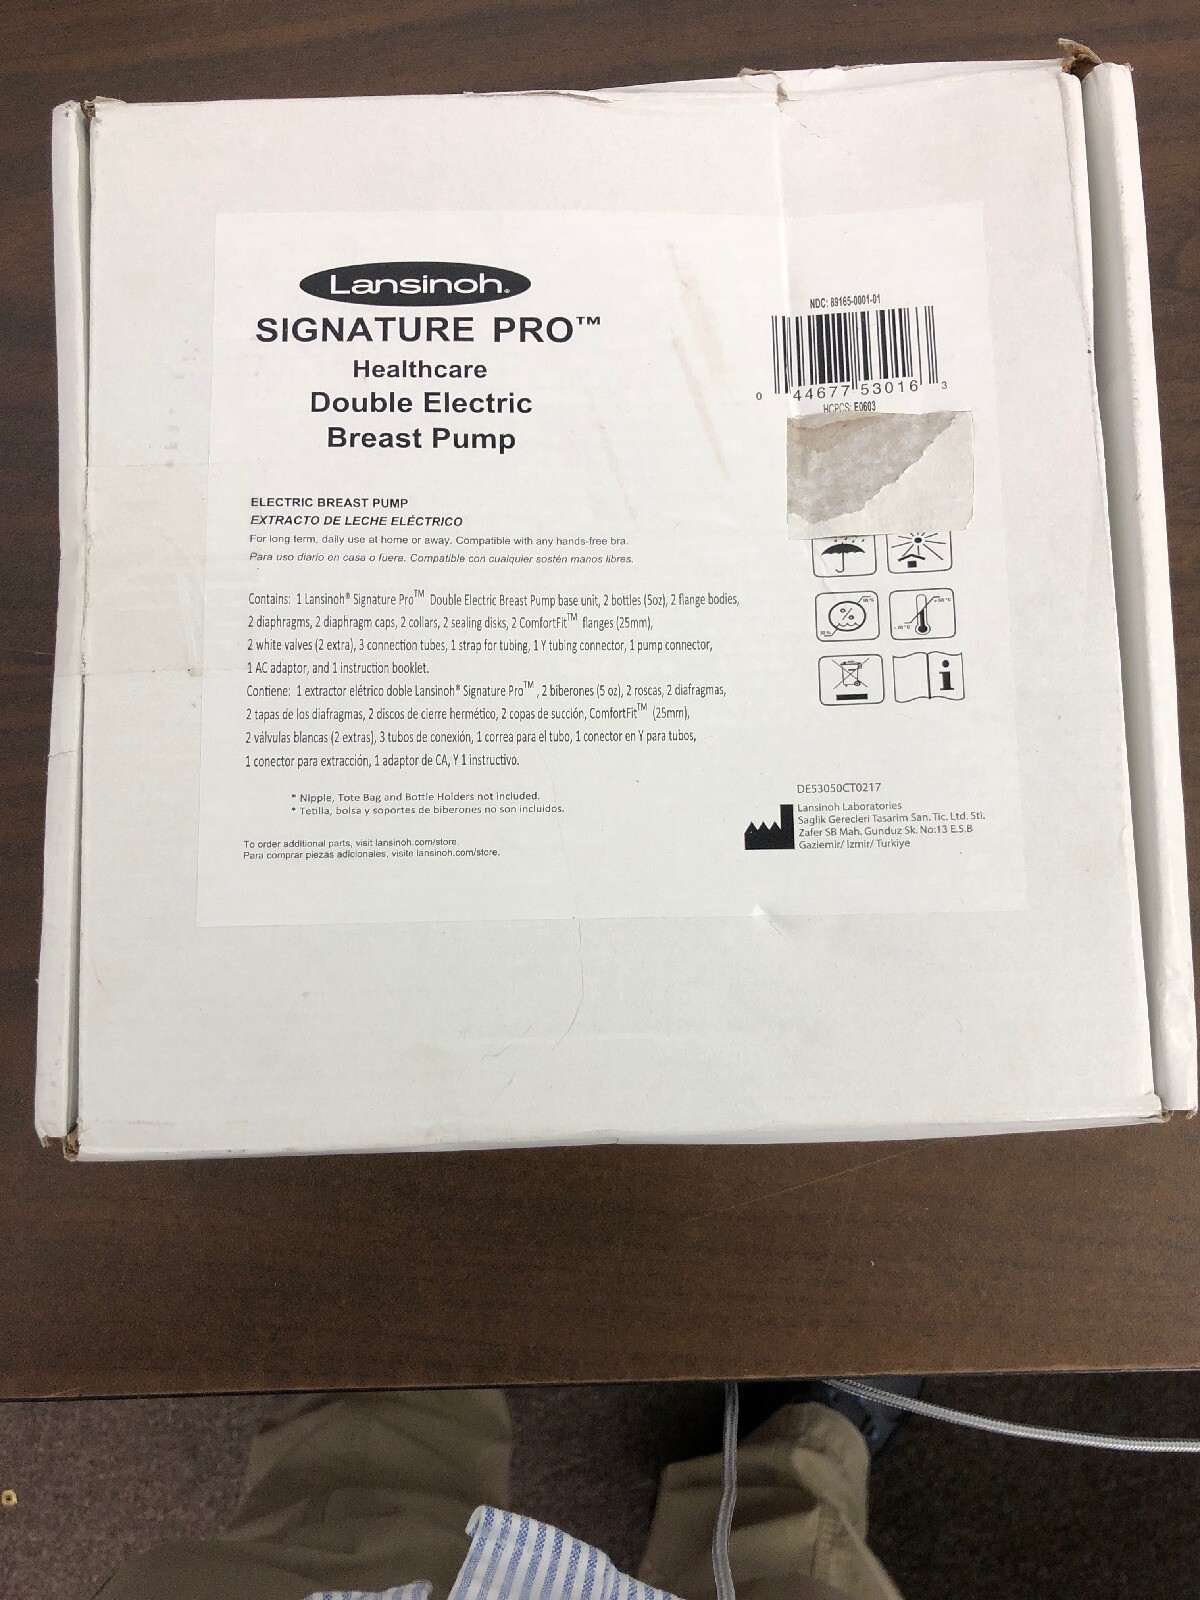 Lansinoh®
SIGNATURE PRO™
Healthcare
Double Electric
Breast Pump
NDC: 89165-0001-01
0 44677 53016 3
HCPCS: E0603
ELECTRIC BREAST PUMP
EXTRACTO DE LECHE ELÉCTRICO
For long term, daily use at home or away. Compatible with any hands-free bra.
Para uso diario en casa o fuera. Compatible con cualquier sostén manos libres.
Contains: 1 Lansinoh® Signature Pro™ Double Electric Breast Pump base unit, 2 bottles (5oz), 2 flange bodies,
2 diaphragms, 2 diaphragm caps, 2 collars, 2 sealing disks, 2 ComfortFit™ flanges (25mm),
2 white valves (2 extra), 3 connection tubes, 1 strap for tubing, 1 Y tubing connector, 1 pump connector,
1 AC adaptor, and 1 instruction booklet.
Contiene: 1 extractor elétrico doble Lansinoh® Signature Pro™, 2 biberones (5 oz), 2 roscas, 2 diafragmas,
2 tapas de los diafragmas, 2 discos de cierre hermético, 2 copas de succión, ComfortFit™ (25mm),
2 válvulas blancas (2 extras), 3 tubos de conexión, 1 correa para el tubo, 1 conector en Y para tubos,
1 conector para extracción, 1 adaptor de CA, Y 1 instructivo.
* Nipple, Tote Bag and Bottle Holders not included.
* Tetilla, bolsa y soportes de biberones no son incluidos.
To order additional parts, visit lansinoh.com/store.
Para comprar piezas adicionales, visite lansinoh.com/store.
%
i
DE53050CT0217
Lansinoh Laboratories
Saglik Gerecleri Tasarim San. Tic. Ltd. Sti.
Zafer SB Mah. Gunduz Sk. No:13 E.S.B
Gaziemir/ Izmir/ Turkiye